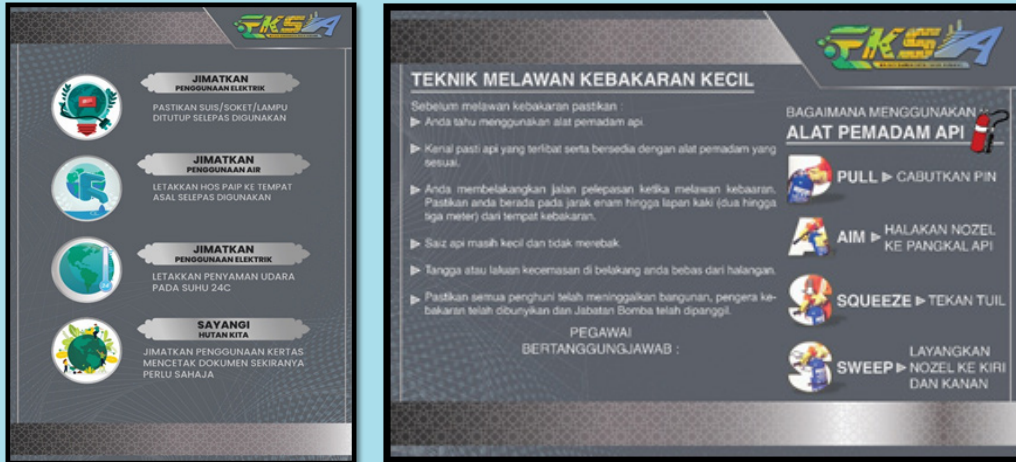 FKSA
JIMATKAN
PENGGUNAAN ELEKTRIK
PASTIKAN SUIS/SOKET/LAMPU
DITUTUP SELEPAS DIGUNAKAN
JIMATKAN
PENGGUNAAN AIR
LETAKKAN HOS PAIP KE TEMPAT
ASAL SELEPAS DIGUNAKAN
JIMATKAN
PENGGUNAAN ELEKTRIK
LETAKKAN PENYAMAN UDARA
PADA SUHU 24C
SAYANGI
HUTAN KITA
JIMATKAN PENGGUNAAN KERTAS
MENCETAK DOKUMEN SEKIRANYA
PERLU SAHAJA
FKSA
TEKNIK MELAWAN KEBAKARAN KECIL
Sebelum melawan kebakaran pastikan :
Anda tahu menggunakan alat pemadam api.
Kenal pasti api yang terlibat serta bersedia dengan alat pemadam yang
sesuai.
Anda membelakangkan jalan pelepasan ketika melawan kebaaran.
Pastikan anda berada pada jarak enam hingga lapan kaki (dua hingga
tiga meter) dari tempat kebakaran.
Saiz api masih kecil dan tidak merebak.
Tangga atau laluan kecemasan di belakang anda bebas dari halangan.
Pastikan semua penghuni telah meninggalkan bangunan, pengera ke-
bakaran telah dibunyikan dan Jabatan Bomba telah dipanggil.
PEGAWAI
BERTANGGUNGJAWAB :
BAGAIMANA MENGGUNAKAN
ALAT PEMADAM API
P PULL CABUTKAN PIN
A AIM HALAKAN NOZEL
KE PANGKAL API
S SQUEEZE TEKAN TUIL
S SWEEP LAYANGKAN
NOZEL KE KIRI
DAN KANAN